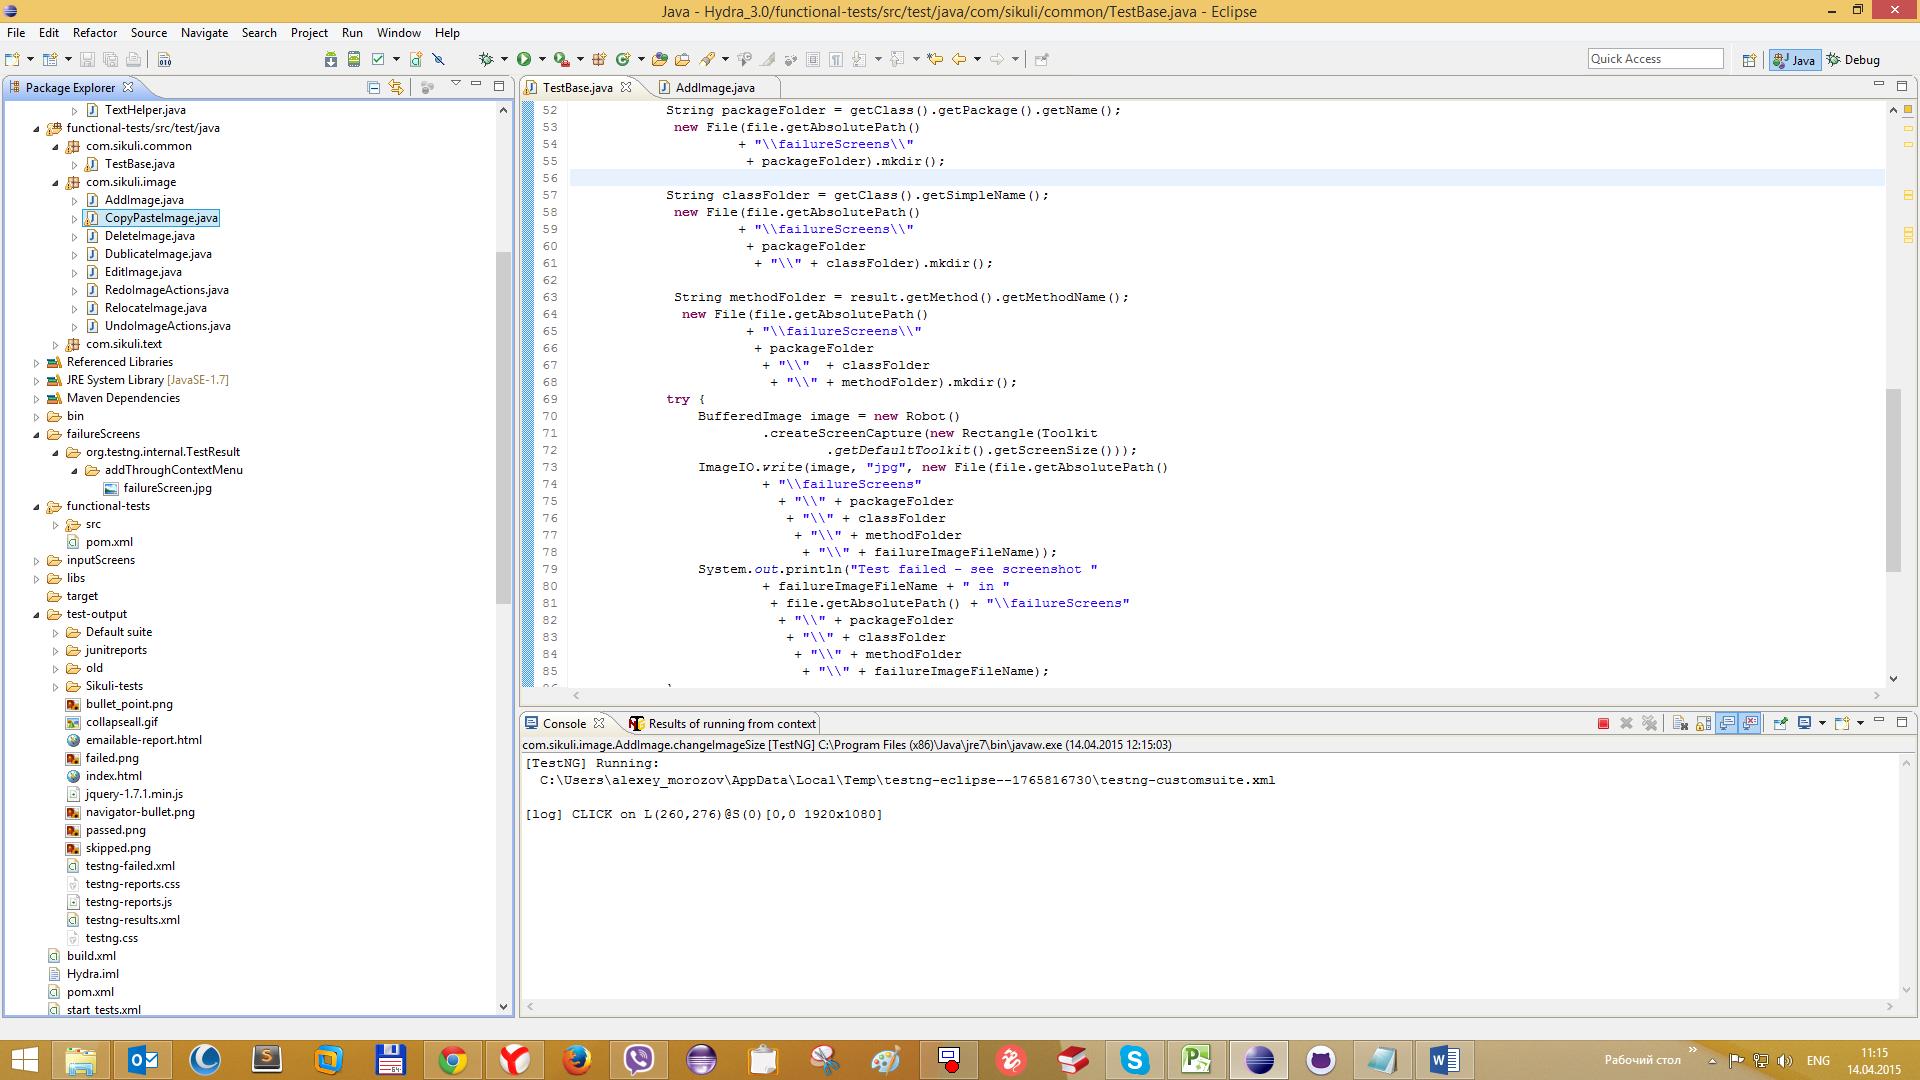 Java - Hydra_3.0/functional-tests/src/test/java/com/sikuli/common/TestBase.java - Eclipse
File Edit Refactor Source Navigate Search Project Run Window Help
Quick Access
Java
Debug
Package Explorer
TextHelper.java
functional-tests/src/test/java
com.sikuli.common
TestBase.java
com.sikuli.image
AddImage.java
CopyPasteImage.java
DeleteImage.java
DublicateImage.java
EditImage.java
RedoImageActions.java
RelocateImage.java
UndoImageActions.java
com.sikuli.text
Referenced Libraries
JRE System Library [JavaSE-1.7]
Maven Dependencies
bin
failureScreens
org.testng.internal.TestResult
addThroughContextMenu
failureScreen.jpg
functional-tests
src
pom.xml
inputScreens
libs
target
test-output
Default suite
junitreports
old
Sikuli-tests
bullet_point.png
collapseall.gif
emailable-report.html
failed.png
index.html
jquery-1.7.1.min.js
navigator-bullet.png
passed.png
skipped.png
testng-failed.xml
testng-reports.css
testng-reports.js
testng-results.xml
testng.css
build.xml
Hydra.iml
pom.xml
start_tests.xml
TestBase.java
AddImage.java
52 String packageFolder = getClass().getPackage().getName();
53 new File(file.getAbsolutePath()
54 + "\\failureScreens\\"
55 + packageFolder).mkdir();
56
57 String classFolder = getClass().getSimpleName();
58 new File(file.getAbsolutePath()
59 + "\\failureScreens\\"
60 + packageFolder
61 + "\\" + classFolder).mkdir();
62
63 String methodFolder = result.getMethod().getMethodName();
64 new File(file.getAbsolutePath()
65 + "\\failureScreens\\"
66 + packageFolder
67 + "\\" + classFolder
68 + "\\" + methodFolder).mkdir();
69 try {
70 BufferedImage image = new Robot()
71 .createScreenCapture(new Rectangle(Toolkit
72 .getDefaultToolkit().getScreenSize()));
73 ImageIO.write(image, "jpg", new File(file.getAbsolutePath()
74 + "\\failureScreens"
75 + "\\" + packageFolder
76 + "\\" + classFolder
77 + "\\" + methodFolder
78 + "\\" + failureImageFileName));
79 System.out.println("Test failed - see screenshot "
80 + failureImageFileName + " in "
81 + file.getAbsolutePath() + "\\failureScreens"
82 + "\\" + packageFolder
83 + "\\" + classFolder
84 + "\\" + methodFolder
85 + "\\" + failureImageFileName);
Console
Results of running from context
com.sikuli.image.AddImage.changeImageSize [TestNG] C:\Program Files (x86)\Java\jre7\bin\javaw.exe (14.04.2015 12:15:03)
[TestNG] Running:
C:\Users\alexey_morozov\AppData\Local\Temp\testng-eclipse--1765816730\testng-customsuite.xml
[log] CLICK on L(260,276)@S(0)[0,0 1920x1080]
Рабочий стол
ENG
11:15
14.04.2015